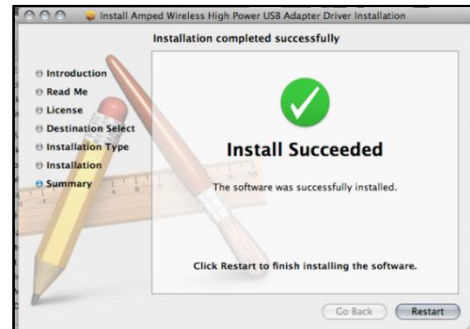 Install Amped Wireless High Power USB Adapter Driver Installation
Installation completed successfully
Introduction
Read Me
License
Destination Select
Installation Type
Installation
Summary
Install Succeeded
The software was successfully installed.
Click Restart to finish installing the software.
Go Back
Restart